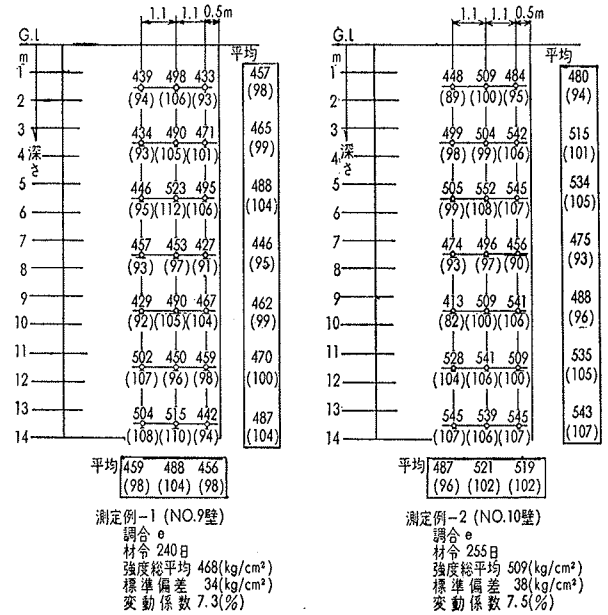 1.1 1.1 0.5m
G.L
m
平均
1
439 498 433
457
(94) (106) (93)
(98)
2
3
434 490 471
465
(93) (105) (101)
(99)
4
深さ
5
446 523 495
488
(95) (112) (106)
(104)
6
7
457 453 427
446
(93) (97) (91)
(95)
8
9
429 490 467
462
(92) (105) (104)
(99)
10
11
502 450 459
470
(107) (96) (98)
(100)
12
13
504 515 442
487
(108) (110) (94)
(104)
14
平均 459 488 456
(98) (104) (98)
測定例-1 (NO.9壁)
調合 e
材令 240日
強度総平均 468(kg/cm²)
標準偏差 34(kg/cm²)
変動係数 7.3(%)
1.1 1.1 0.5m
G.L
m
平均
1
448 509 484
480
(89) (100) (95)
(94)
2
3
499 504 542
515
(98) (99) (106)
(101)
4
深さ
5
505 552 545
534
(99) (108) (107)
(105)
6
7
474 496 456
475
(93) (97) (90)
(93)
8
9
413 509 541
488
(82) (100) (106)
(96)
10
11
528 541 509
535
(104) (106) (100)
(105)
12
13
545 539 545
543
(107) (106) (107)
(107)
14
平均 487 521 519
(96) (102) (102)
測定例-2 (NO.10壁)
調合 e
材令 255日
強度総平均 509(kg/cm²)
標準偏差 38(kg/cm²)
変動係数 7.5(%)